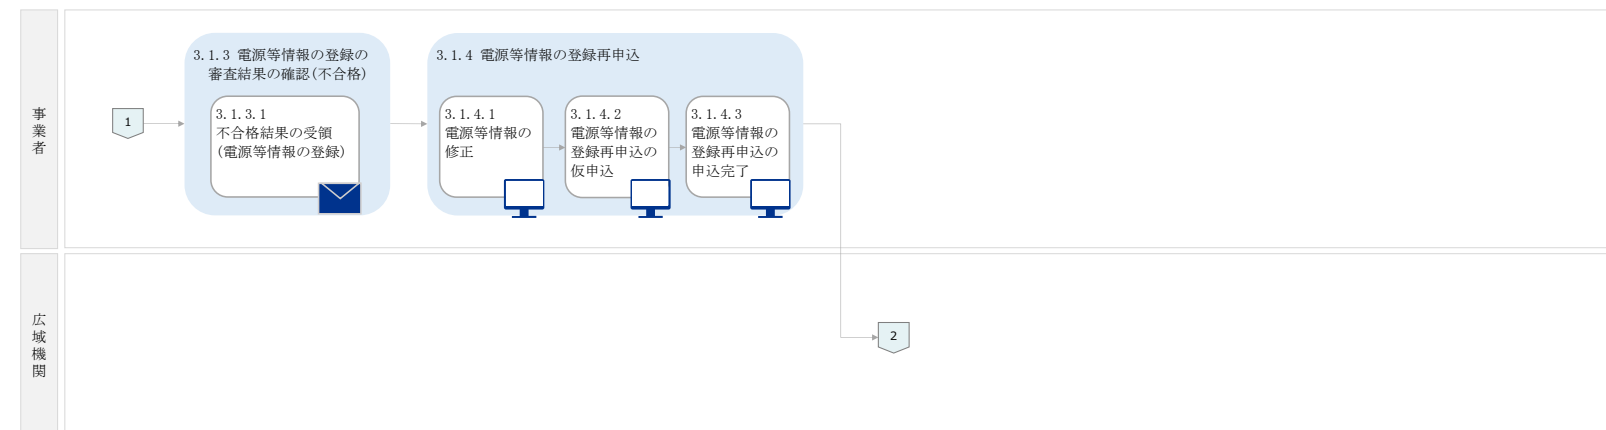 事業者
1
3.1.3 電源等情報の登録の
審査結果の確認(不合格)
3.1.3.1
不合格結果の受領
(電源等情報の登録)
3.1.4 電源等情報の登録再申込
3.1.4.1
電源等情報の
修正
3.1.4.2
電源等情報の
登録再申込の
仮申込
3.1.4.3
電源等情報の
登録再申込の
申込完了
広域機関
2